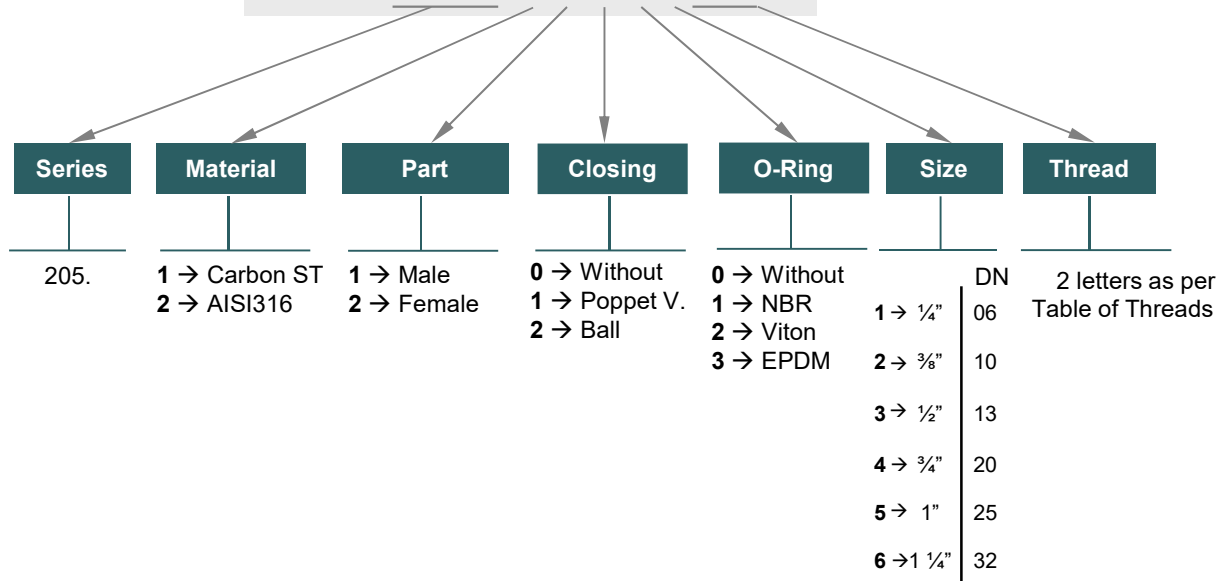 Series
Material
Part
Closing
O-Ring
Size
Thread
205.
1 → Carbon ST
2 → AISI316
1 → Male
2 → Female
0 → Without
1 → Poppet V.
2 → Ball
0 → Without
1 → NBR
2 → Viton
3 → EPDM
DN
1 → ¼” 06
2 → ⅜” 10
3 → ½” 13
4 → ¾” 20
5 → 1” 25
6 →1 ¼” 32
2 letters as per
Table of Threads